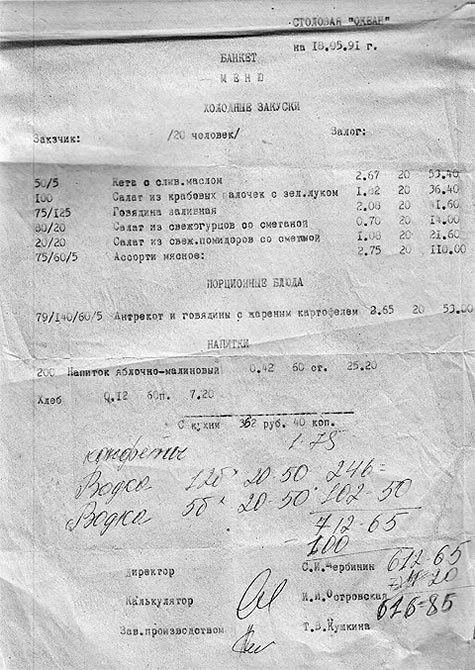 СТОЛОВАЯ "ОКЕАН"
на 18.05.91 г.
БАНКЕТ
МЕНЮ
ХОЛОДНЫЕ ЗАКУСКИ
Закзчик: /20 человек/ Залог:
50/5 Кета с слив.маслом 2.67 20 53.40
100 Салат из крабовых палочек с зел.луком 1.82 20 36.40
75/125 Говядина заливная 2.08 20 41.60
80/20 Салат из свежогурцов со сметаной 0.70 20 14.00
20/20 Салат из свеж.помидоров со сметаной 1.08 20 21.60
75/60/5 Ассорти мясное: 2.75 20 110.00
ПОРЦИОННЫЕ БЛЮДА
79/140/60/5 Антрекот и говядины с жареным картофелем 2.65 20 53.00
НАПИТКИ
200 Напиток яблочно-малиновый 0.42 60 ст. 25.20
Хлеб 0.12 60п. 7.20
С кухни 362 руб. 40 коп.
конфеты 1-75
Водка 12б 20-50 246=
Водка 5б 20-50 102-50
712-65
-100
Директор С.И.Щербинин 612-65
20
Калькулятор И.И.Островская 616-85
Зав.производством Т.В.Кушкина